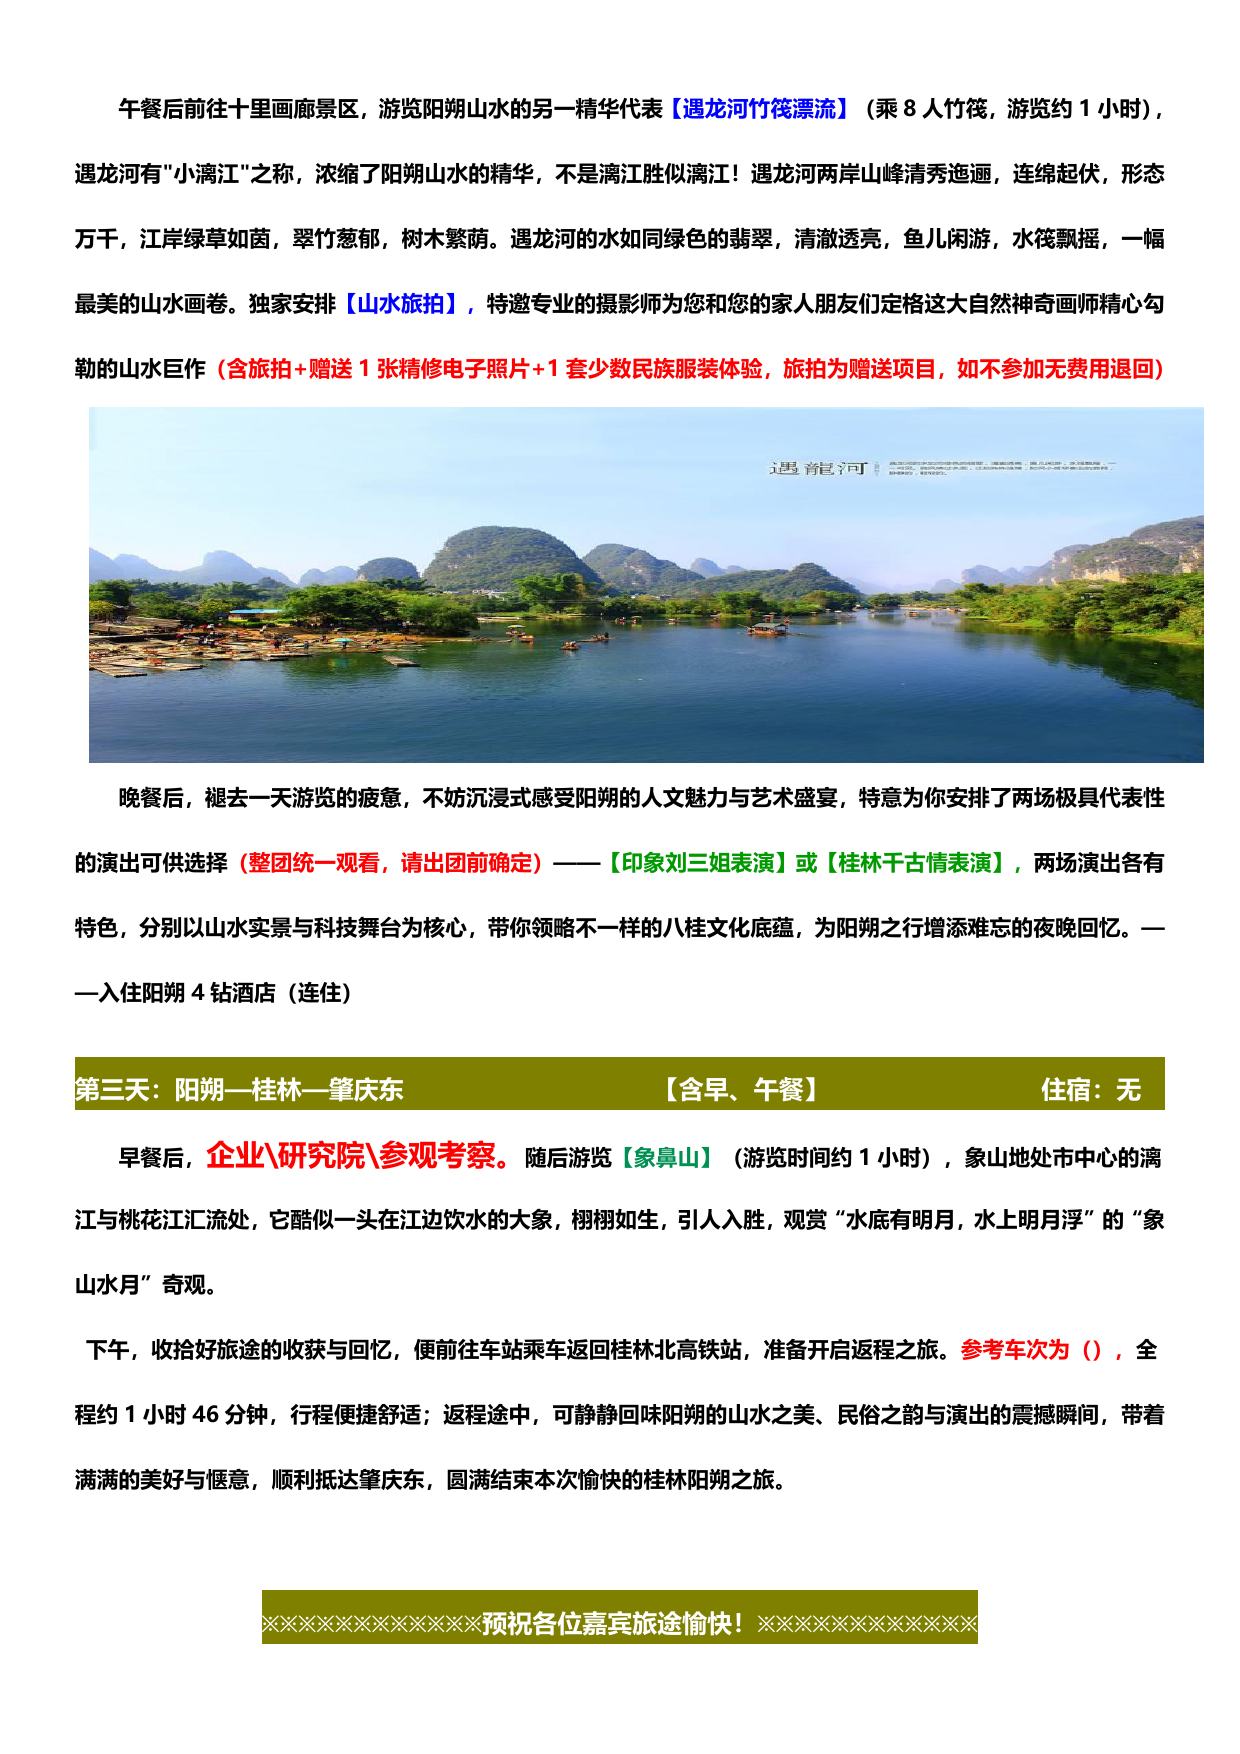 午餐后前往十里画廊景区，游览阳朔山水的另一精华代表【遇龙河竹筏漂流】（乘 8 人竹筏，游览约 1 小时），
遇龙河有"小漓江"之称，浓缩了阳朔山水的精华，不是漓江胜似漓江！遇龙河两岸山峰清秀迤逦，连绵起伏，形态
万千，江岸绿草如茵，翠竹葱郁，树木繁荫。遇龙河的水如同绿色的翡翠，清澈透亮，鱼儿闲游，水筏飘摇，一幅
最美的山水画卷。独家安排【山水旅拍】，特邀专业的摄影师为您和您的家人朋友们定格这大自然神奇画师精心勾
勒的山水巨作（含旅拍+赠送 1 张精修电子照片+1 套少数民族服装体验，旅拍为赠送项目，如不参加无费用退回）
遇龍河
晚餐后，褪去一天游览的疲惫，不妨沉浸式感受阳朔的人文魅力与艺术盛宴，特意为你安排了两场极具代表性
的演出可供选择（整团统一观看，请出团前确定）——【印象刘三姐表演】或【桂林千古情表演】，两场演出各有
特色，分别以山水实景与科技舞台为核心，带你领略不一样的八桂文化底蕴，为阳朔之行增添难忘的夜晚回忆。—
—入住阳朔 4 钻酒店（连住）
第三天：阳朔—桂林—肇庆东 【含早、午餐】 住宿：无
早餐后，企业\研究院\参观考察。随后游览【象鼻山】（游览时间约 1 小时），象山地处市中心的漓
江与桃花江汇流处，它酷似一头在江边饮水的大象，栩栩如生，引人入胜，观赏“水底有明月，水上明月浮”的“象
山水月”奇观。
下午，收拾好旅途的收获与回忆，便前往车站乘车返回桂林北高铁站，准备开启返程之旅。参考车次为（），全
程约 1 小时 46 分钟，行程便捷舒适；返程途中，可静静回味阳朔的山水之美、民俗之韵与演出的震撼瞬间，带着
满满的美好与惬意，顺利抵达肇庆东，圆满结束本次愉快的桂林阳朔之旅。
※※※※※※※※※※※※预祝各位嘉宾旅途愉快！※※※※※※※※※※※※